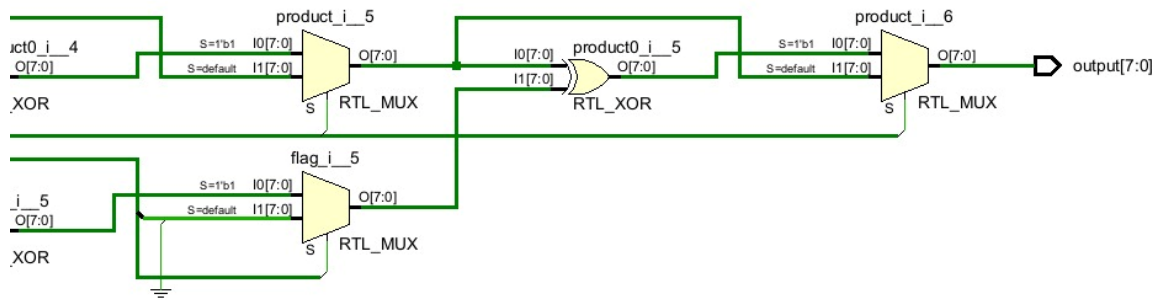 product_i__5
product_i__6
uct0_i__4
product0_i__5
S=1'b1 I0[7:0]
O[7:0]
S=default I1[7:0]
O[7:0]
I0[7:0]
I1[7:0]
O[7:0]
S=1'b1 I0[7:0]
S=default I1[7:0]
O[7:0]
output[7:0]
_XOR
S
RTL_MUX
RTL_XOR
S
RTL_MUX
flag_i__5
_i__5
O[7:0]
S=1'b1 I0[7:0]
S=default I1[7:0]
O[7:0]
_XOR
S
RTL_MUX